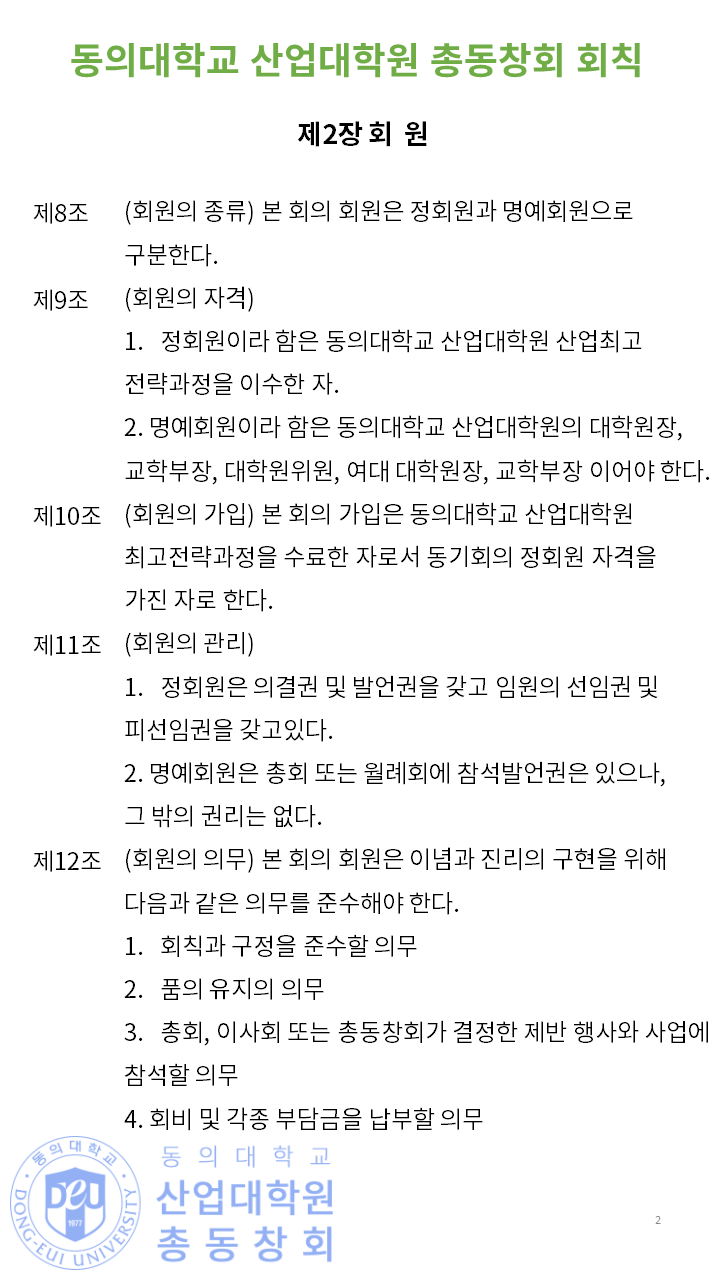 동의대학교 산업대학원 총동창회 회칙
제2장 회 원
제8조 (회원의 종류) 본 회의 회원은 정회원과 명예회원으로
구분한다.
제9조 (회원의 자격)
1. 정회원이라 함은 동의대학교 산업대학원 산업최고
전략과정을 이수한 자.
2. 명예회원이라 함은 동의대학교 산업대학원의 대학원장,
교학부장, 대학원위원, 여대 대학원장, 교학부장 이어야 한다.
제10조 (회원의 가입) 본 회의 가입은 동의대학교 산업대학원
최고전략과정을 수료한 자로서 동기회의 정회원 자격을
가진 자로 한다.
제11조 (회원의 관리)
1. 정회원은 의결권 및 발언권을 갖고 임원의 선임권 및
피선임권을 갖고있다.
2. 명예회원은 총회 또는 월례회에 참석발언권은 있으나,
그 밖의 권리는 없다.
제12조 (회원의 의무) 본 회의 회원은 이념과 진리의 구현을 위해
다음과 같은 의무를 준수해야 한다.
1. 회칙과 구정을 준수할 의무
2. 품의 유지의 의무
3. 총회, 이사회 또는 총동창회가 결정한 제반 행사와 사업에
참석할 의무
4. 회비 및 각종 부담금을 납부할 의무
동의대학교
DEU
1977
DONG-EUI UNIVERSITY
동 의 대 학 교
산업대학원
총 동 창 회
2